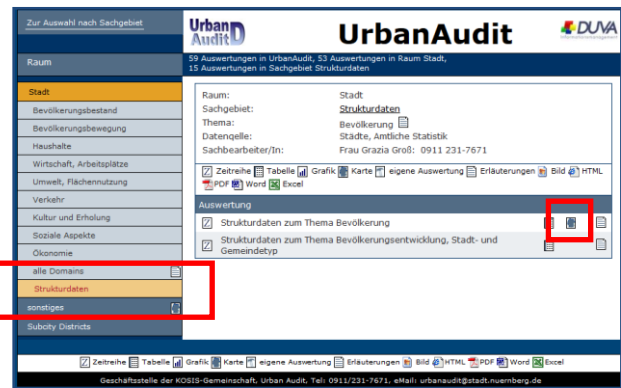 Zur Auswahl nach Sachgebiet
Raum
Urban
Audit D
UrbanAudit
DUVA
59 Auswertungen in UrbanAudit, 53 Auswertungen in Raum Stadt,
15 Auswertungen in Sachgebiet Strukturdaten
Stadt
Bevölkerungsbestand
Bevölkerungsbewegung
Haushalte
Wirtschaft, Arbeitsplätze
Umwelt, Flächennutzung
Verkehr
Kultur und Erholung
Soziale Aspekte
Ökonomie
alle Domains
Strukturdaten
sonstiges
Subcity Districts
Raum: Stadt
Sachgebiet: Strukturdaten
Thema: Bevölkerung
Datenqelle: Städte, Amtliche Statistik
Sachbearbeiter/In: Frau Grazia Groß: 0911 231-7671
Z Zeitreihe Tabelle Grafik Karte eigene Auswertung Erläuterungen Bild HTML
PDF Word Excel
Auswertung
Z Strukturdaten zum Thema Bevölkerung
Z Strukturdaten zum Thema Bevölkerungsentwicklung, Stadt- und
Gemeindetyp
Z Zeitreihe Tabelle Grafik Karte eigene Auswertung Erläuterungen Bild HTML PDF Word Excel
Geschäftsstelle der KOSIS-Gemeinschaft, Urban Audit, Tel: 0911/231-7671, eMail: urbanaudit@stadt.nuernberg.de